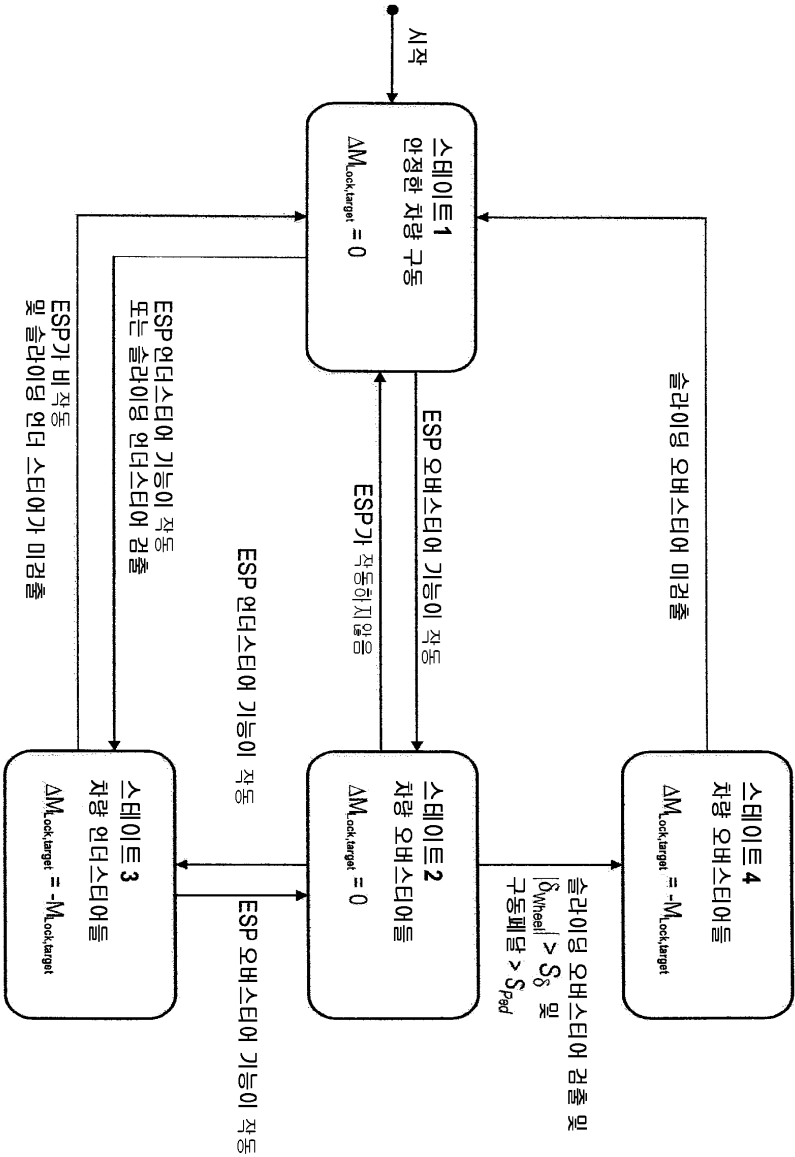 시작
스테이트 1
안정한 차량 구동
ΔM_Lock,target = 0
슬라이딩 오버스티어 미검출
ESP 오버스티어 기능이 작동
ESP가 작동하지않음
ESP 언더스티어 기능이 작동
또는 슬라이딩 언더스티어 검출
ESP가 비작동
및 슬라이딩 언더 스티어가 미검출
스테이트 4
차량 오버스티어들
ΔM_Lock,target = -M_Lock,target
슬라이딩 오버스티어 검출 및
|δ_Wheel| > S_δ 및
구동페달 > S_Ped
스테이트 2
차량 오버스티어들
ΔM_Lock,target = 0
ESP 언더스티어 기능이 작동
ESP 오버스티어 기능이 작동
스테이트 3
차량 언더스티어들
ΔM_Lock,target = -M_Lock,target